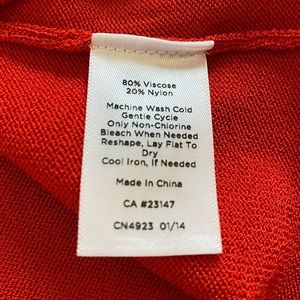 80% Viscose
20% Nylon
Machine Wash Cold
Gentle Cycle
Only Non-Chlorine
Bleach When Needed
Reshape, Lay Flat To
Dry
Cool Iron, If Needed
Made In China
CA #23147
CN4923 01/14